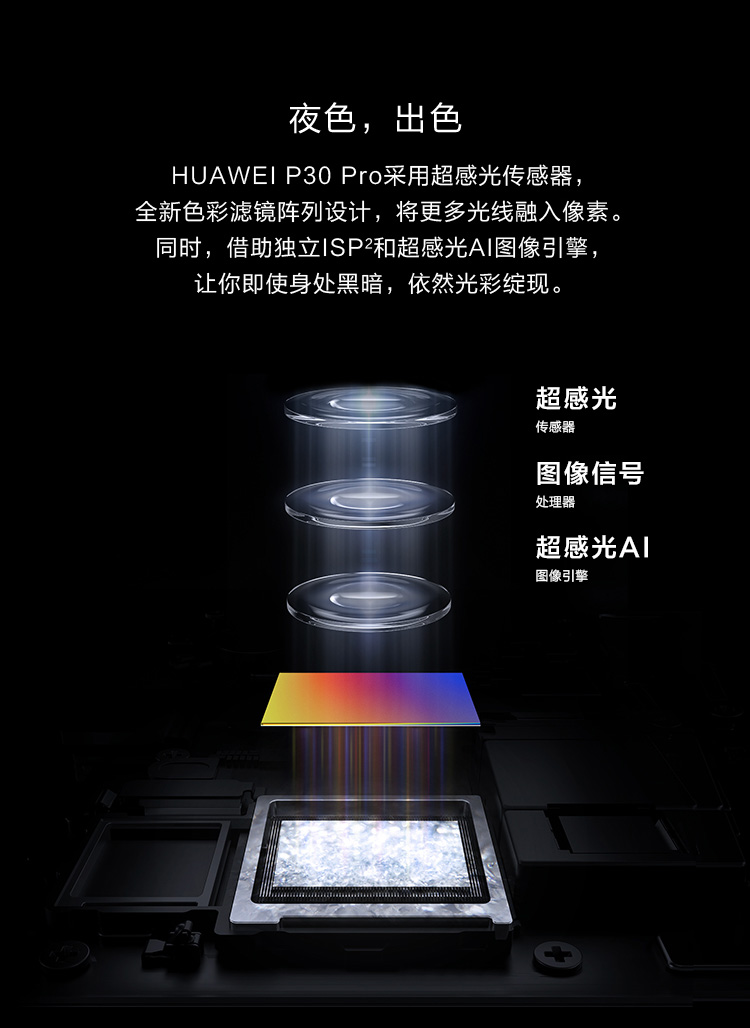 夜色，出色
HUAWEI P30 Pro采用超感光传感器，
全新色彩滤镜阵列设计，将更多光线融入像素。
同时，借助独立ISP²和超感光AI图像引擎，
让你即使身处黑暗，依然光彩绽现。
超感光
传感器
图像信号
处理器
超感光AI
图像引擎